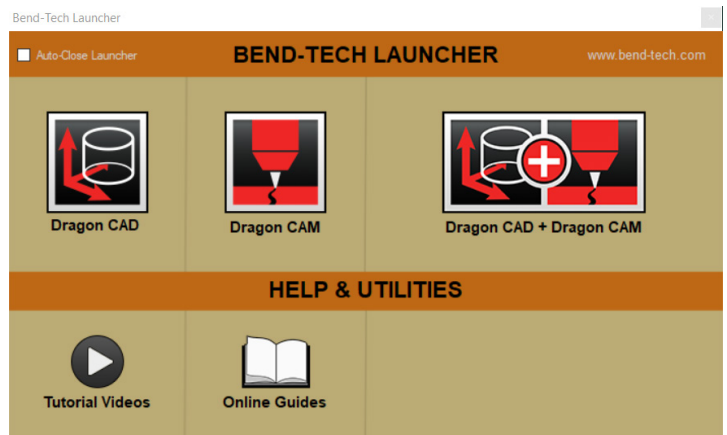 Bend-Tech Launcher
Auto-Close Launcher
BEND-TECH LAUNCHER
www.bend-tech.com
Dragon CAD
Dragon CAM
Dragon CAD + Dragon CAM
HELP & UTILITIES
Tutorial Videos
Online Guides